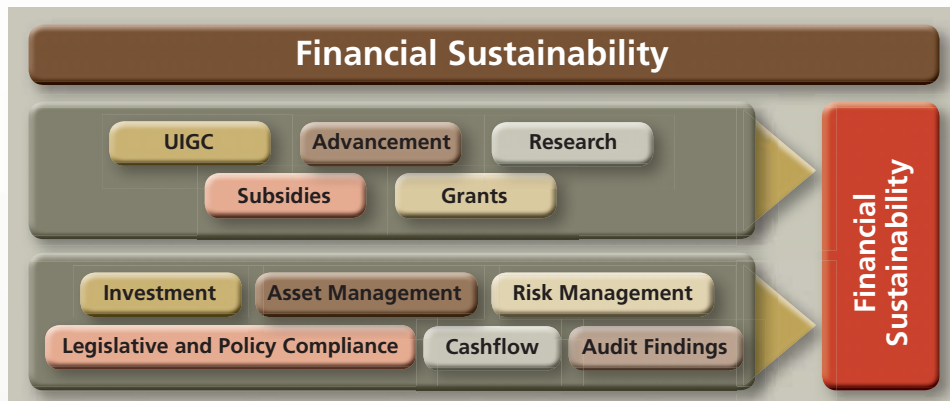 Financial Sustainability
UIGC
Advancement
Research
Subsidies
Grants
Investment
Asset Management
Risk Management
Legislative and Policy Compliance
Cashflow
Audit Findings
Financial
Sustainability